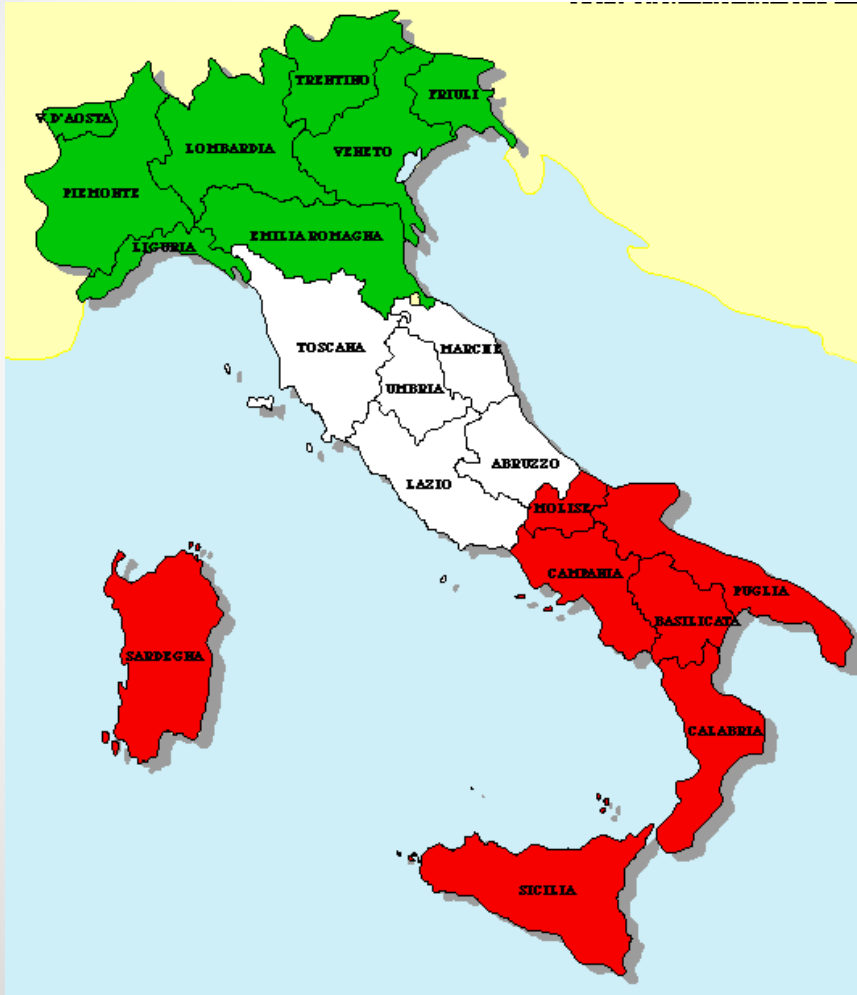 TRENTINO
FRIULI
V. D'AOSTA
LOMBARDIA
VENETO
PIEMONTE
EMILIA ROMAGNA
LIGURIA
TOSCANA
MARCHE
UMBRIA
ABRUZZO
LAZIO
MOLISE
CAMPANIA
PUGLIA
BASILICATA
SARDEGNA
CALABRIA
SICILIA